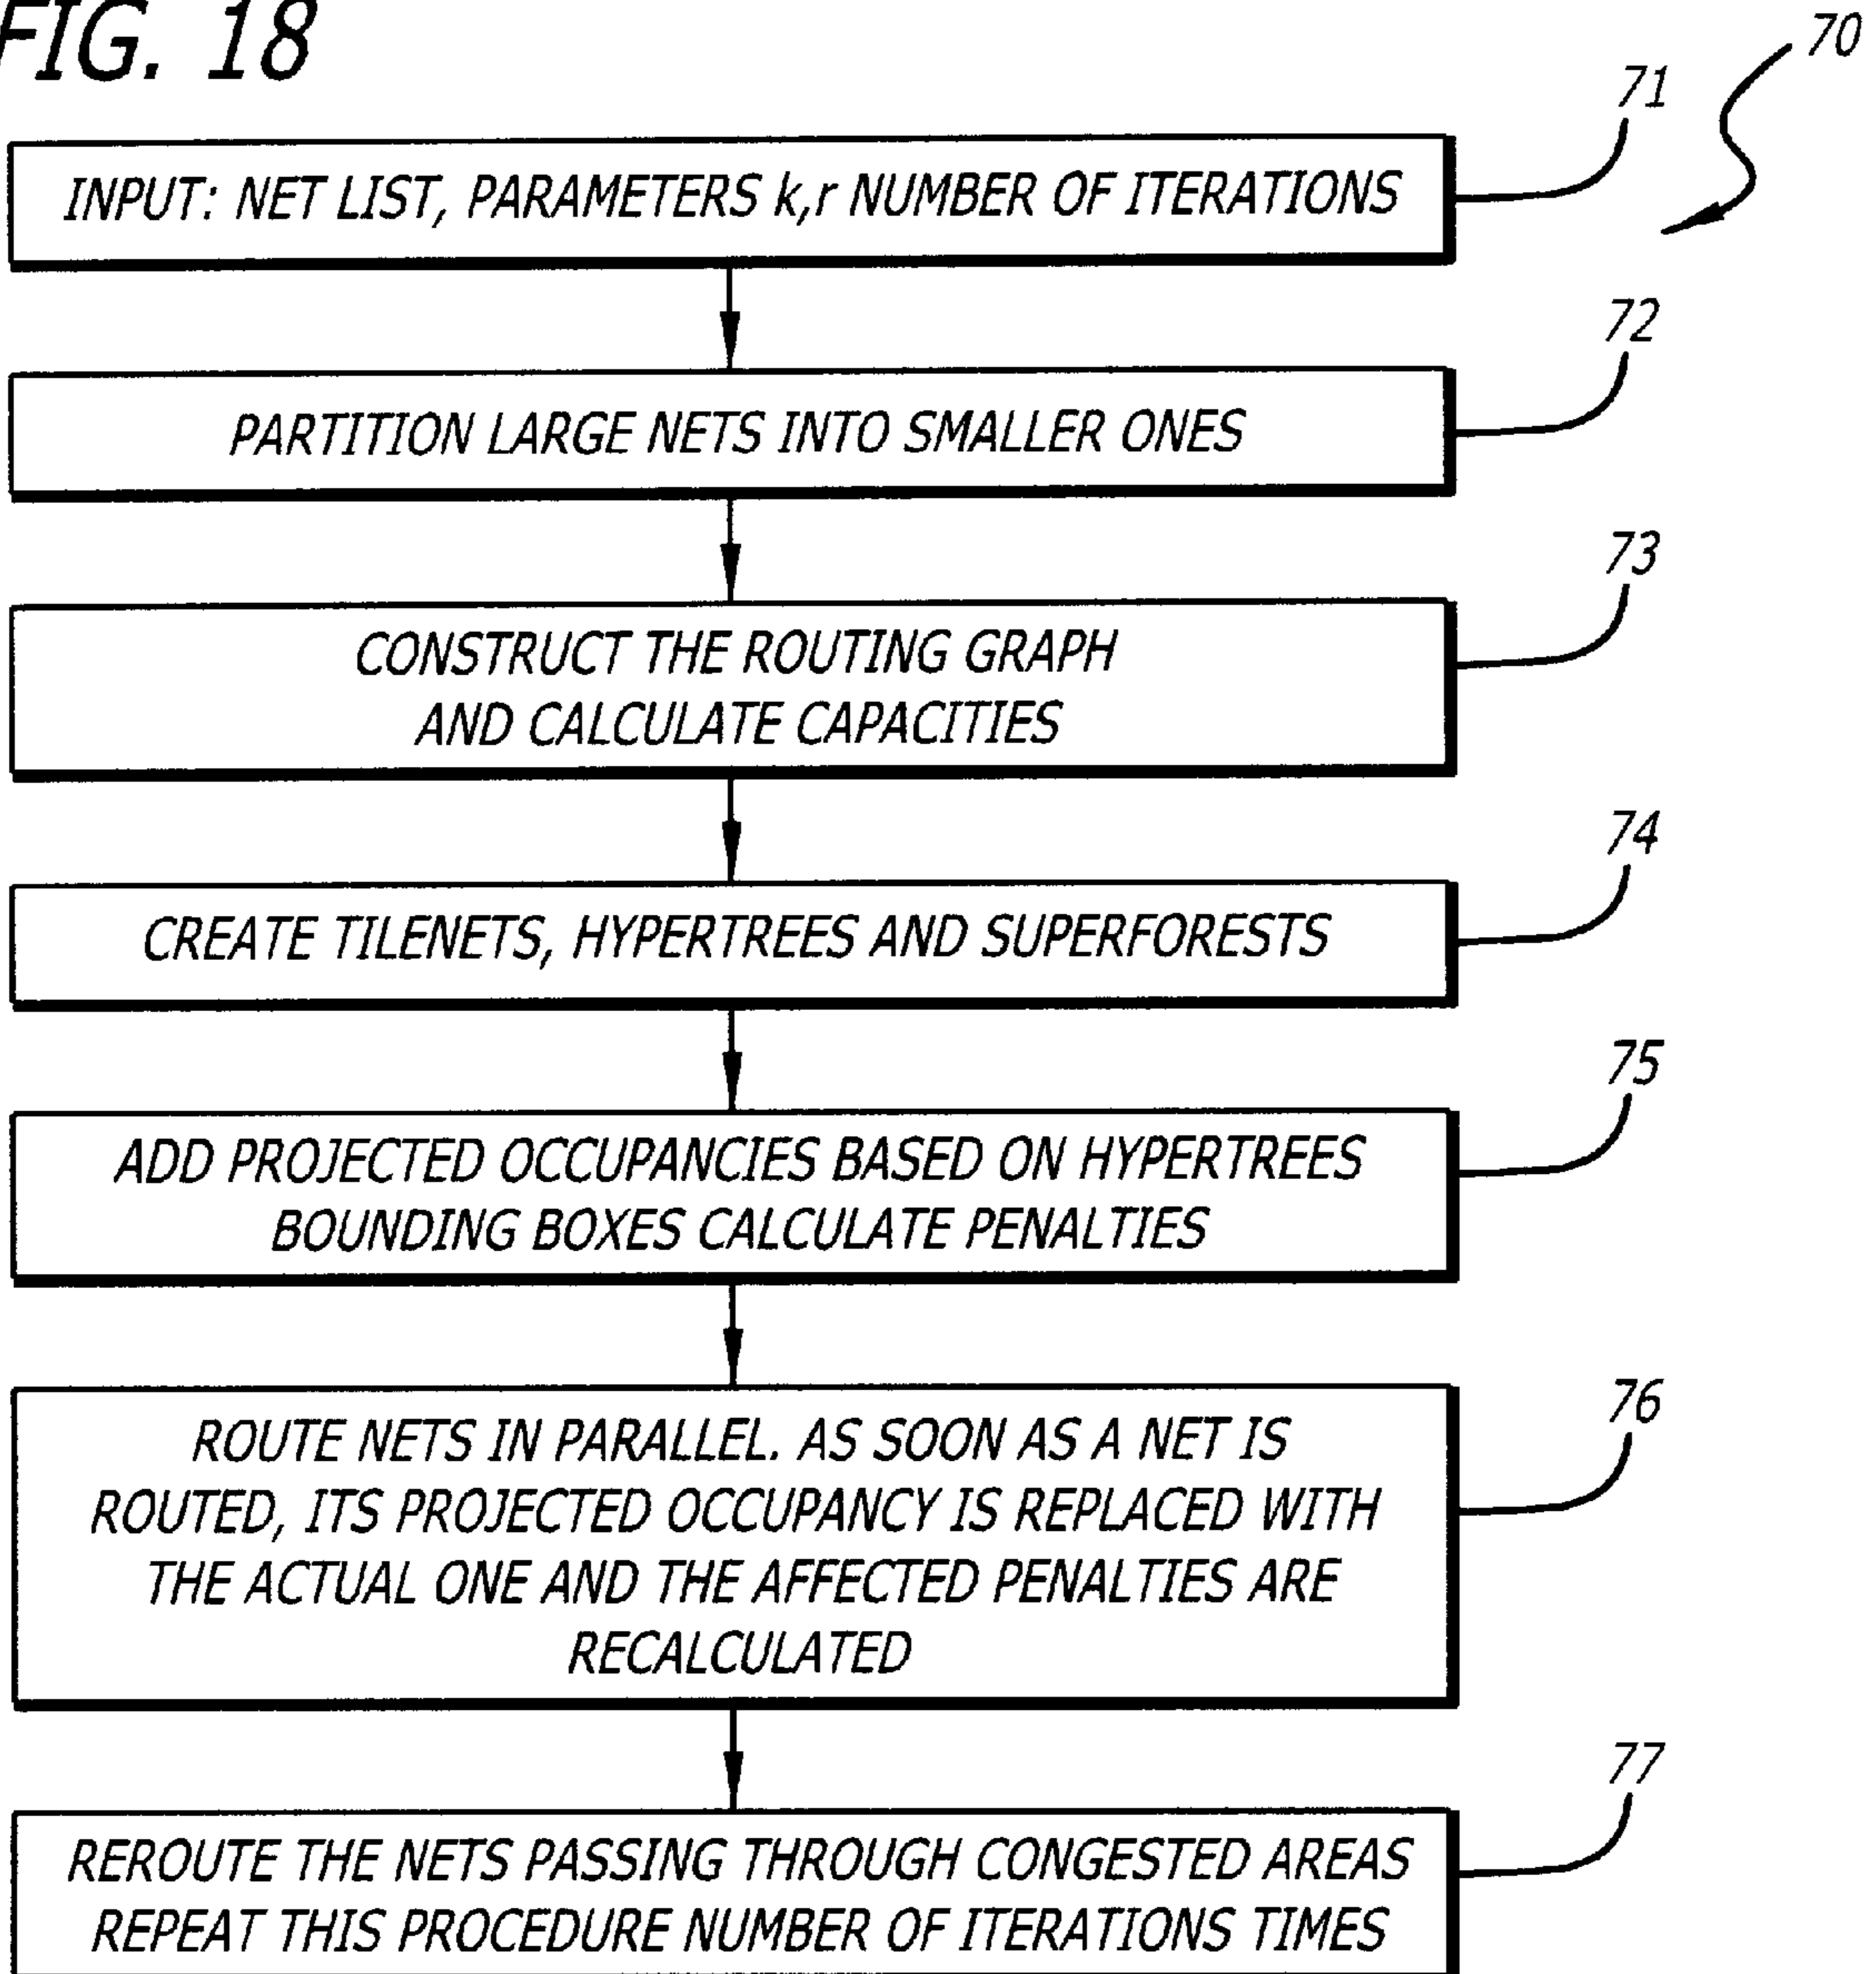 FIG. 18
70
71
INPUT: NET LIST, PARAMETERS k,r NUMBER OF ITERATIONS
72
PARTITION LARGE NETS INTO SMALLER ONES
73
CONSTRUCT THE ROUTING GRAPH
AND CALCULATE CAPACITIES
74
CREATE TILENETS, HYPERTREES AND SUPERFORESTS
75
ADD PROJECTED OCCUPANCIES BASED ON HYPERTREES
BOUNDING BOXES CALCULATE PENALTIES
76
ROUTE NETS IN PARALLEL. AS SOON AS A NET IS
ROUTED, ITS PROJECTED OCCUPANCY IS REPLACED WITH
THE ACTUAL ONE AND THE AFFECTED PENALTIES ARE
RECALCULATED
77
REROUTE THE NETS PASSING THROUGH CONGESTED AREAS
REPEAT THIS PROCEDURE NUMBER OF ITERATIONS TIMES